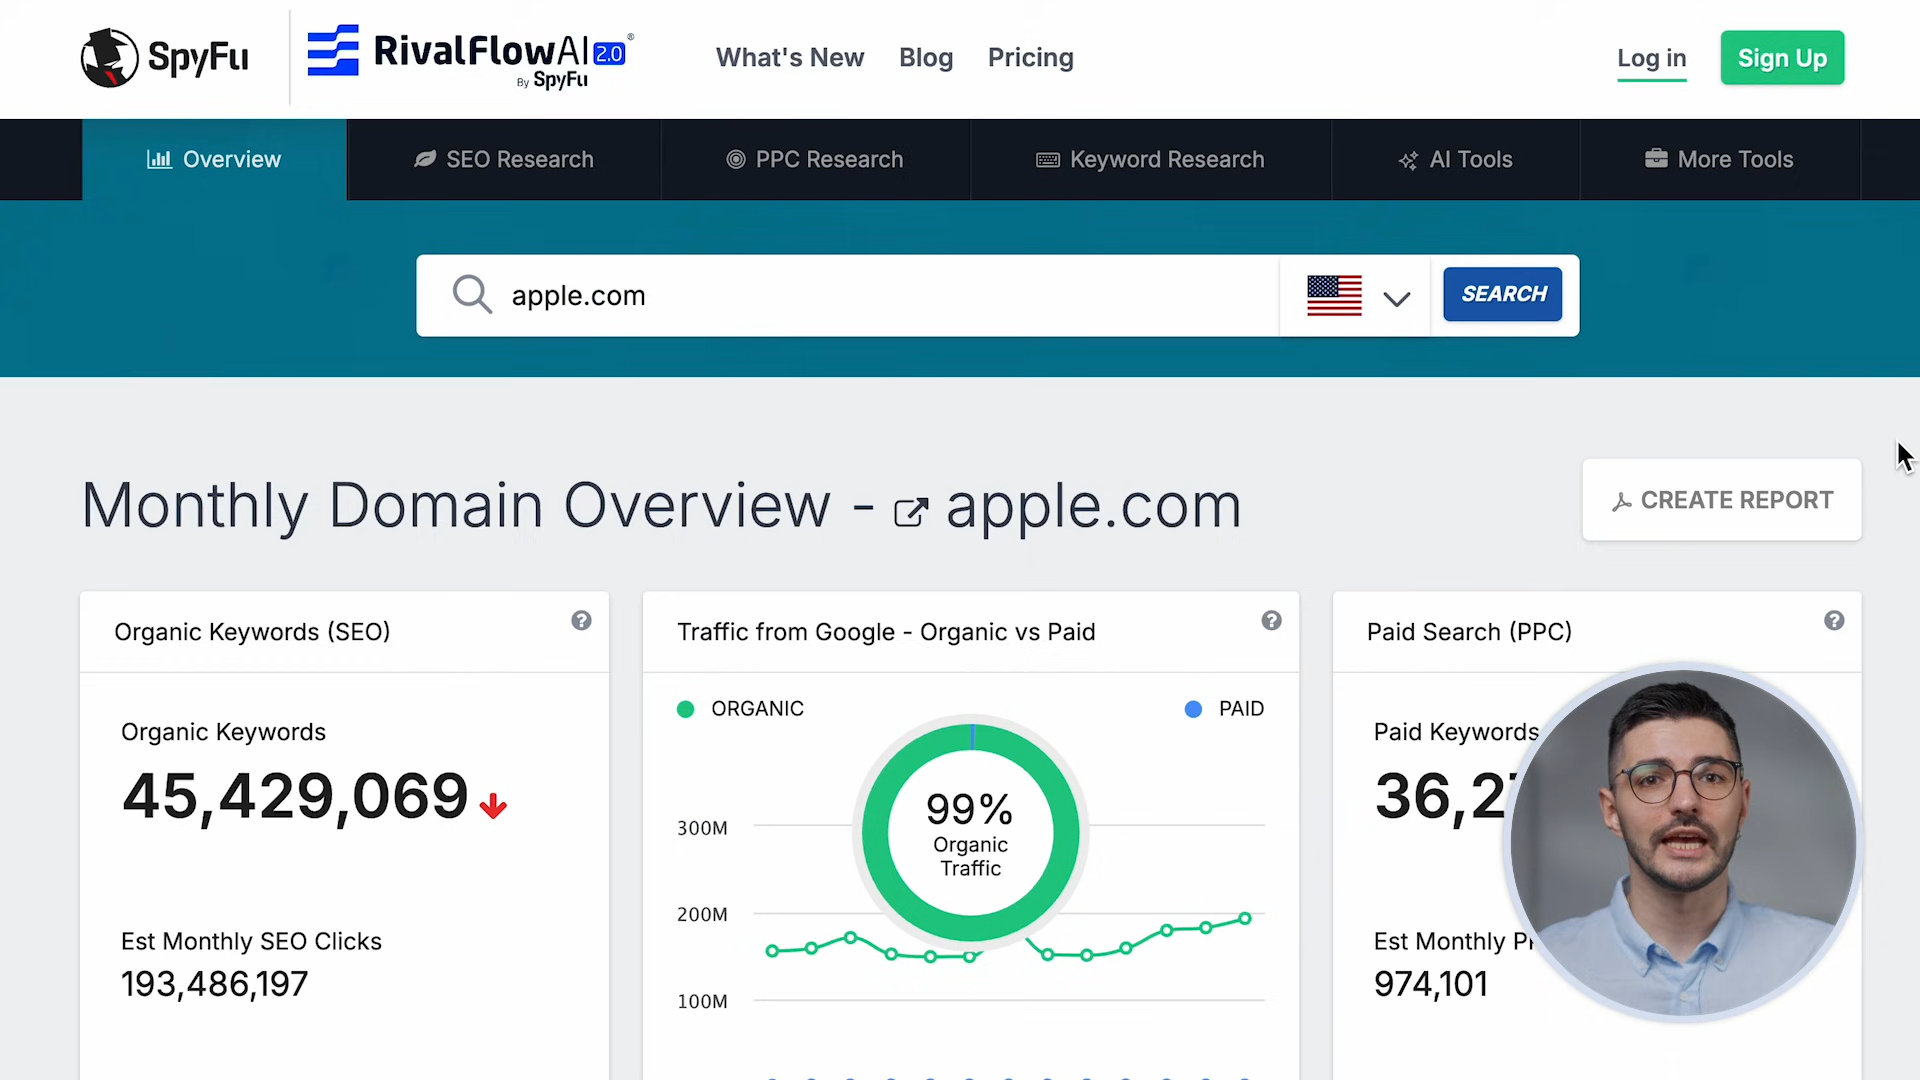 SpyFu
RivalFlowAI 2.0 ®
By SpyFu
What's New
Blog
Pricing
Log in
Sign Up
Overview
SEO Research
PPC Research
Keyword Research
AI Tools
More Tools
apple.com
SEARCH
Monthly Domain Overview - apple.com
CREATE REPORT
Organic Keywords (SEO)
?
Organic Keywords
45,429,069
Est Monthly SEO Clicks
193,486,197
Traffic from Google - Organic vs Paid
?
ORGANIC
PAID
99%
Organic
Traffic
300M
200M
100M
Paid Search (PPC)
?
Paid Keywords
36,2
Est Monthly
974,101